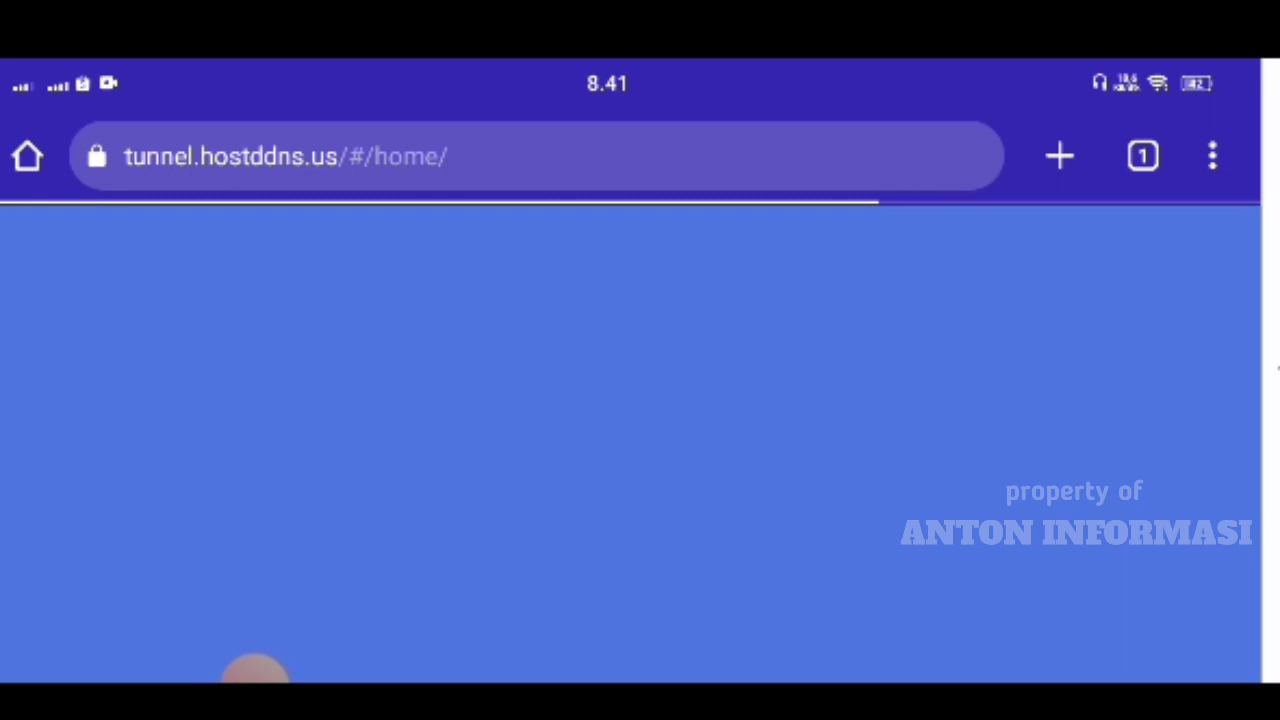 8.41
tunnel.hostddns.us/#/home/
1
property of
ANTON INFORMASI